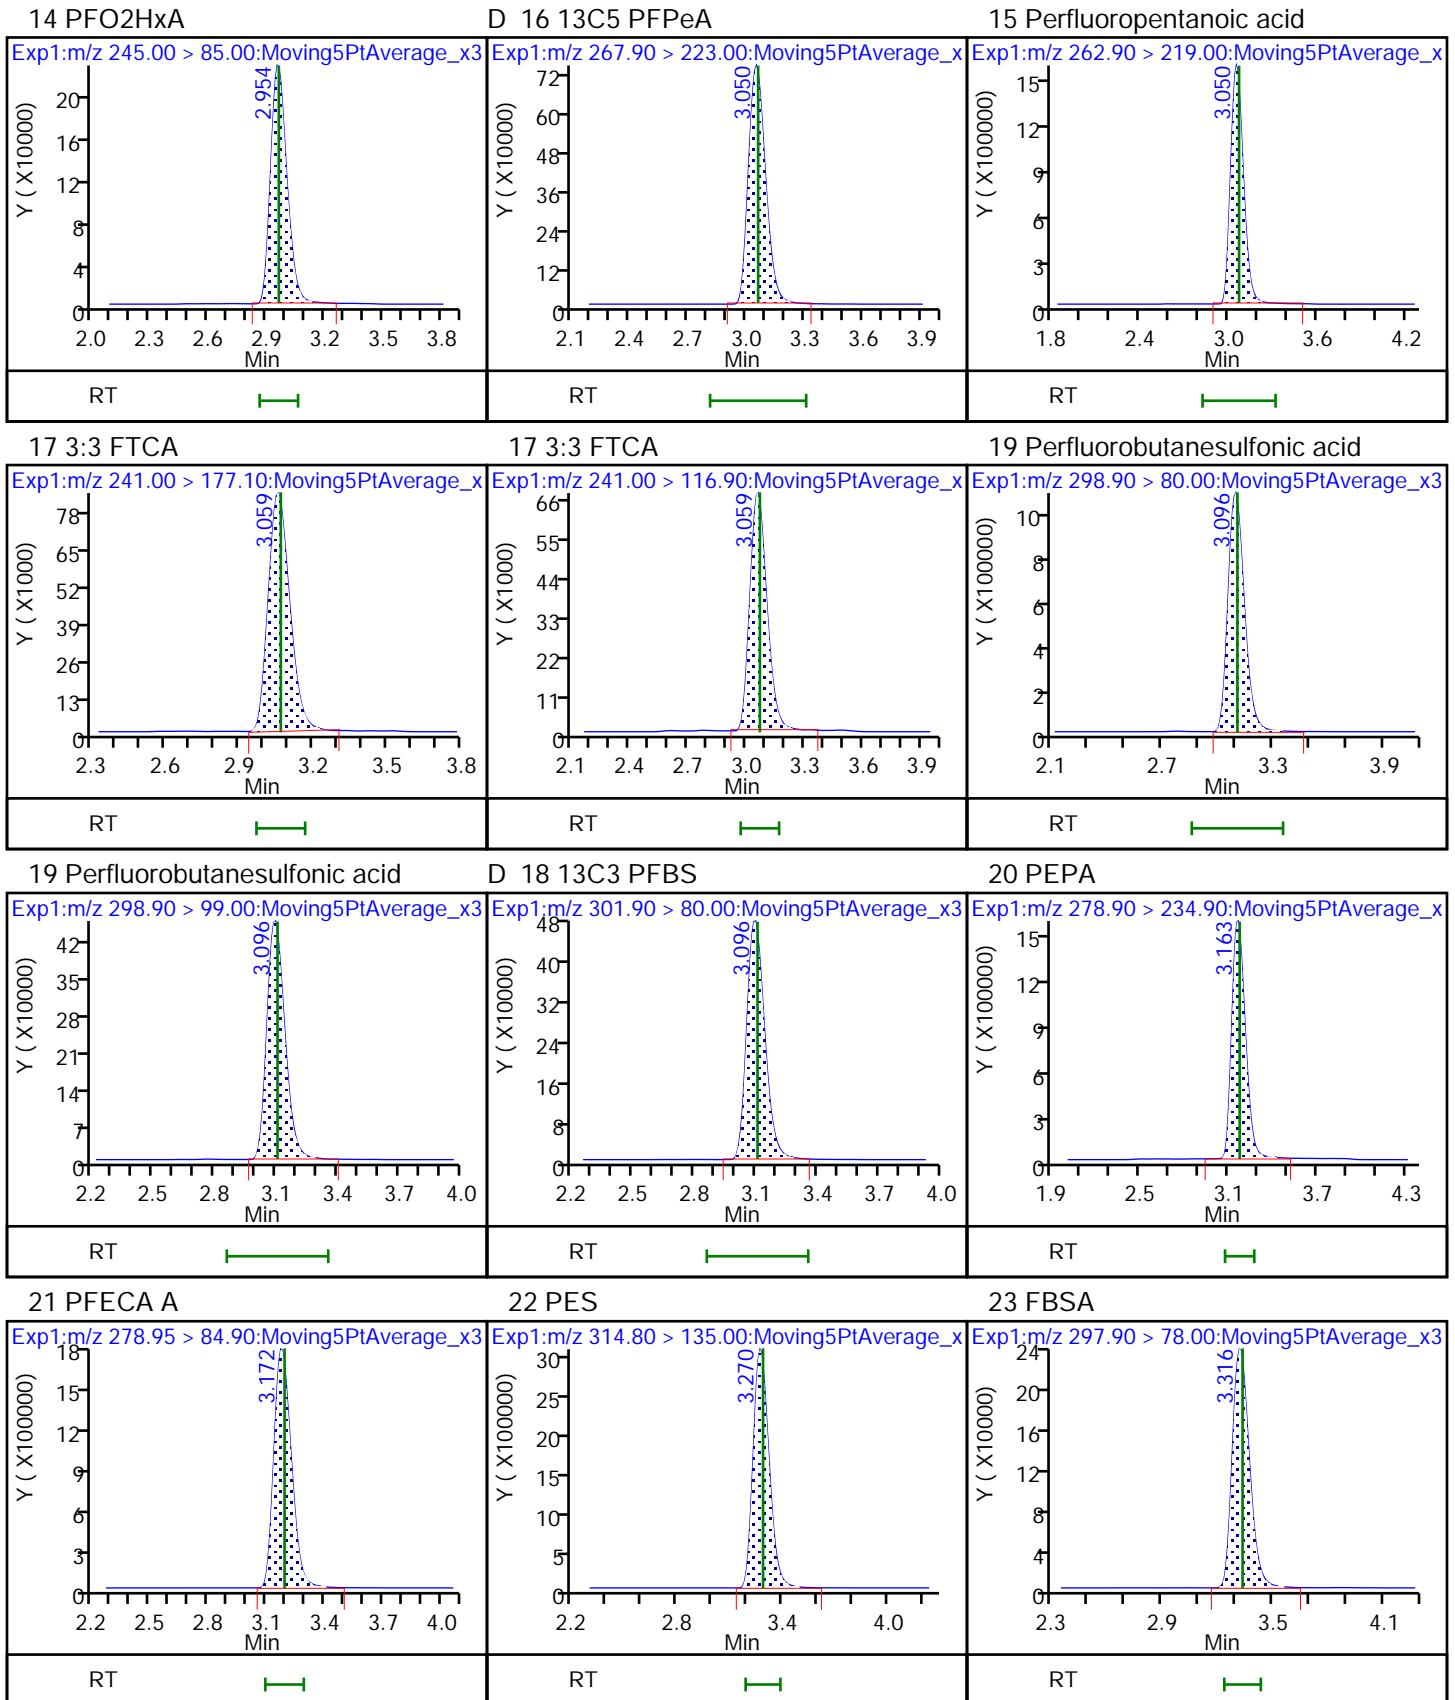 14 PFO2HxA
Exp1:m/z 245.00 > 85.00:Moving5PtAverage_x3
Y ( X100000)
20
16
12
8
4
0
2.954
2.0 2.3 2.6 2.9 3.2 3.5 3.8
Min
RT
D 16 13C5 PFPeA
Exp1:m/z 267.90 > 223.00:Moving5PtAverage_x
Y ( X100000)
72
60
48
36
24
12
0
3.050
2.1 2.4 2.7 3.0 3.3 3.6 3.9
Min
RT
15 Perfluoropentanoic acid
Exp1:m/z 262.90 > 219.00:Moving5PtAverage_x
Y ( X100000)
15
12
9
6
3
0
3.050
1.8 2.4 3.0 3.6 4.2
Min
RT
17 3:3 FTCA
Exp1:m/z 241.00 > 177.10:Moving5PtAverage_x
Y ( X1000)
78
65
52
39
26
13
0
3.059
2.3 2.6 2.9 3.2 3.5 3.8
Min
RT
17 3:3 FTCA
Exp1:m/z 241.00 > 116.90:Moving5PtAverage_x
Y ( X1000)
66
55
44
33
22
11
0
3.059
2.1 2.4 2.7 3.0 3.3 3.6 3.9
Min
RT
19 Perfluorobutanesulfonic acid
Exp1:m/z 298.90 > 80.00:Moving5PtAverage_x3
Y ( X100000)
10
8
6
4
2
0
3.096
2.1 2.7 3.3 3.9
Min
RT
19 Perfluorobutanesulfonic acid
Exp1:m/z 298.90 > 99.00:Moving5PtAverage_x3
Y ( X10000)
42
35
28
21
14
7
0
3.096
2.2 2.5 2.8 3.1 3.4 3.7 4.0
Min
RT
D 18 13C3 PFBS
Exp1:m/z 301.90 > 80.00:Moving5PtAverage_x3
Y ( X100000)
48
40
32
24
16
8
0
3.096
2.2 2.5 2.8 3.1 3.4 3.7 4.0
Min
RT
20 PEPA
Exp1:m/z 278.90 > 234.90:Moving5PtAverage_x
Y ( X100000)
15
12
9
6
3
0
3.163
1.9 2.5 3.1 3.7 4.3
Min
RT
21 PFECA A
Exp1:m/z 278.95 > 84.90:Moving5PtAverage_x3
Y ( X100000)
18
15
12
9
6
3
0
3.172
2.2 2.5 2.8 3.1 3.4 3.7 4.0
Min
RT
22 PES
Exp1:m/z 314.80 > 135.00:Moving5PtAverage_x
Y ( X100000)
30
25
20
15
10
5
0
3.270
2.2 2.8 3.4 4.0
Min
RT
23 FBSA
Exp1:m/z 297.90 > 78.00:Moving5PtAverage_x3
Y ( X100000)
24
20
16
12
8
4
0
3.316
2.3 2.9 3.5 4.1
Min
RT